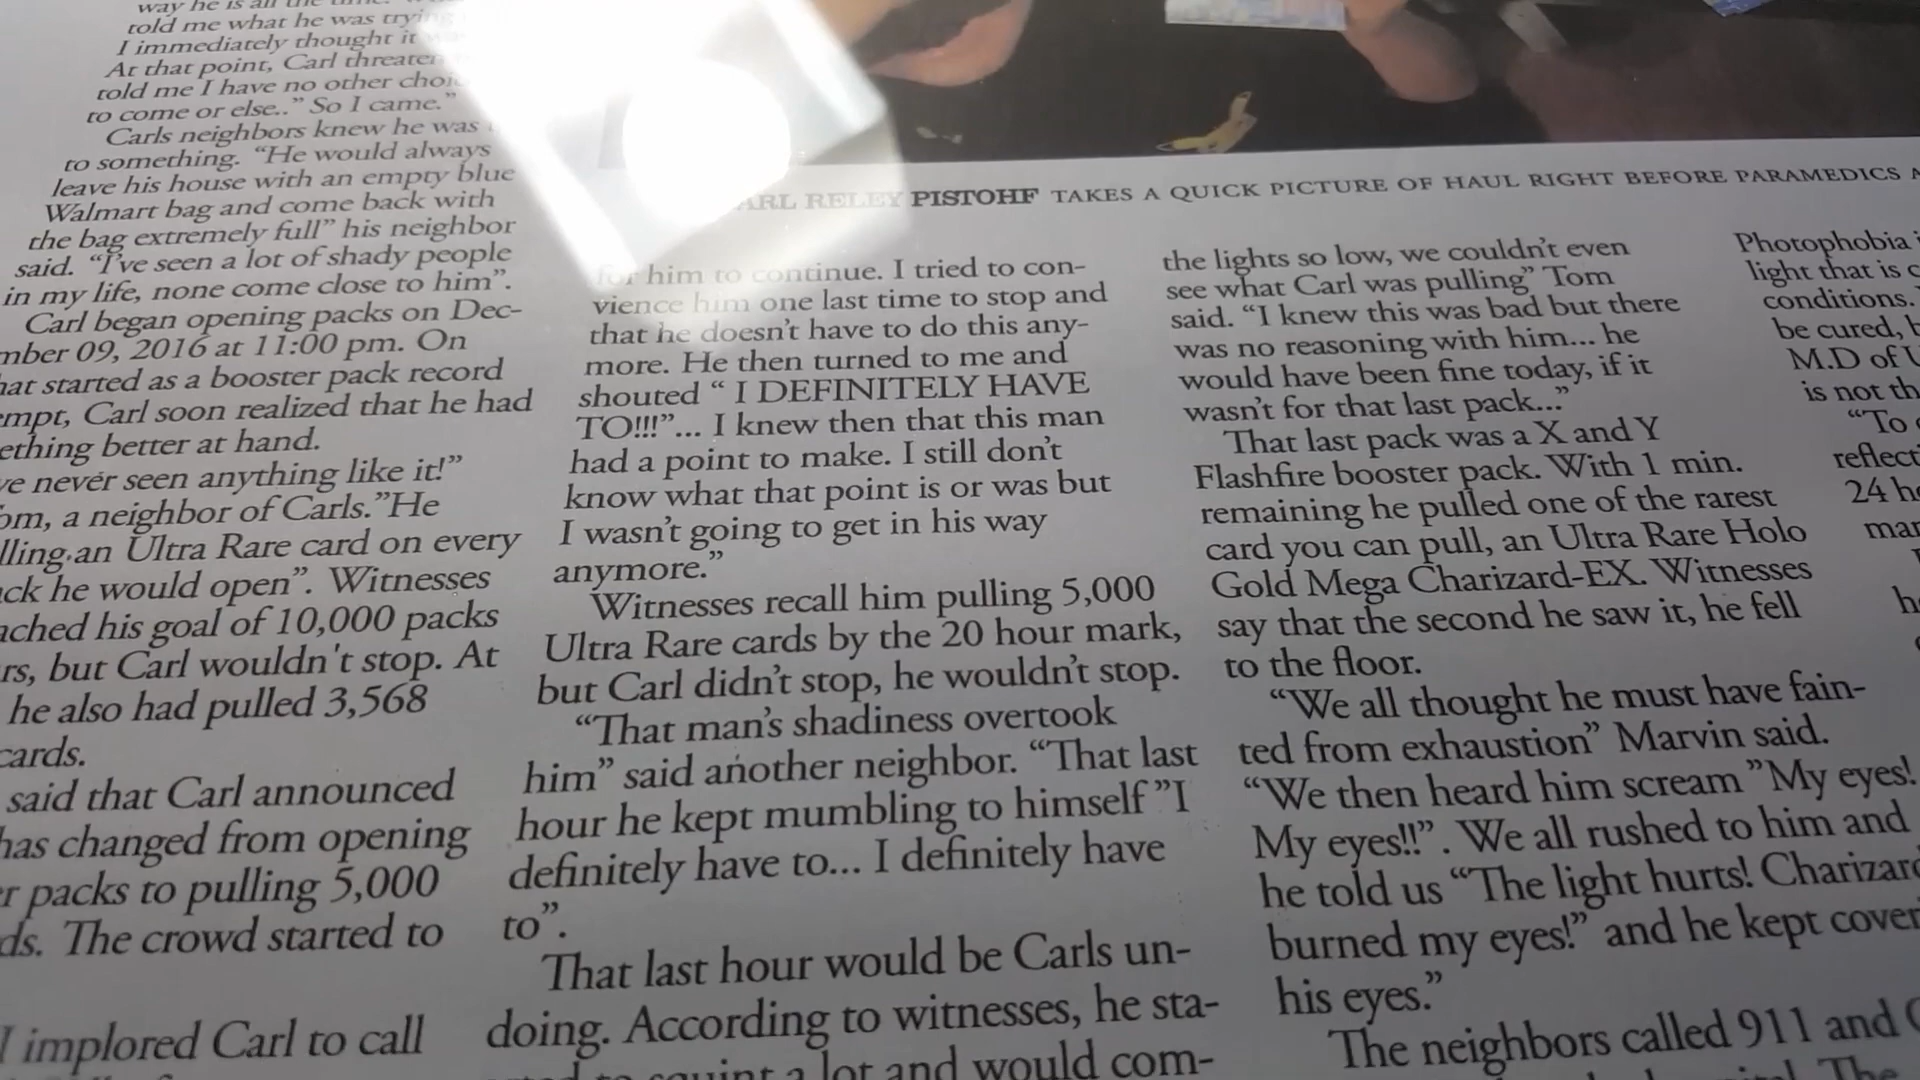 way he is all the
told me what he was trying
I immediately thought it
At that point, Carl
told me I have no other
to come or else..” So I came.”
Carls neighbors knew he was
to something. “He would always
leave his house with an empty blue
Walmart bag and come back with
the bag extremely full” his neighbor
said. “I’ve seen a lot of shady people
in my life, none come close to him”.
Carl began opening packs on Dec-
mber 09, 2016 at 11:00 pm. On
hat started as a booster pack record
empt, Carl soon realized that he had
ething better at hand.
ve never seen anything like it!”
om, a neighbor of Carls.”He
lling an Ultra Rare card on every
ack he would open”. Witnesses
ached his goal of 10,000 packs
rs, but Carl wouldn't stop. At
he also had pulled 3,568
cards.
said that Carl announced
has changed from opening
r packs to pulling 5,000
ds. The crowd started to
I implored Carl to call
ARL RELEY PISTOHF TAKES A QUICK PICTURE OF HAUL RIGHT BEFORE PARAMEDICS A
for him to continue. I tried to con-
vience him one last time to stop and
that he doesn’t have to do this any-
more. He then turned to me and
shouted “ I DEFINITELY HAVE
TO!!!”... I knew then that this man
had a point to make. I still don’t
know what that point is or was but
I wasn’t going to get in his way
anymore.”
Witnesses recall him pulling 5,000
Ultra Rare cards by the 20 hour mark,
but Carl didn’t stop, he wouldn’t stop.
“That man’s shadiness overtook
him” said another neighbor. “That last
hour he kept mumbling to himself ”I
definitely have to... I definitely have
to”.
That last hour would be Carls un-
doing. According to witnesses, he sta-
to squint a lot and would com-
the lights so low, we couldn’t even
see what Carl was pulling” Tom
said. “I knew this was bad but there
was no reasoning with him... he
would have been fine today, if it
wasn’t for that last pack...”
That last pack was a X and Y
Flashfire booster pack. With 1 min.
remaining he pulled one of the rarest
card you can pull, an Ultra Rare Holo
Gold Mega Charizard-EX. Witnesses
say that the second he saw it, he fell
to the floor.
“We all thought he must have fain-
ted from exhaustion” Marvin said.
“We then heard him scream ”My eyes!
My eyes!!”. We all rushed to him and
he told us “The light hurts! Charizard
burned my eyes!” and he kept cover
his eyes.”
The neighbors called 911 and
The
Photophobia
light that is
conditions.
be cured,
M.D of
is not
“To
reflect
24